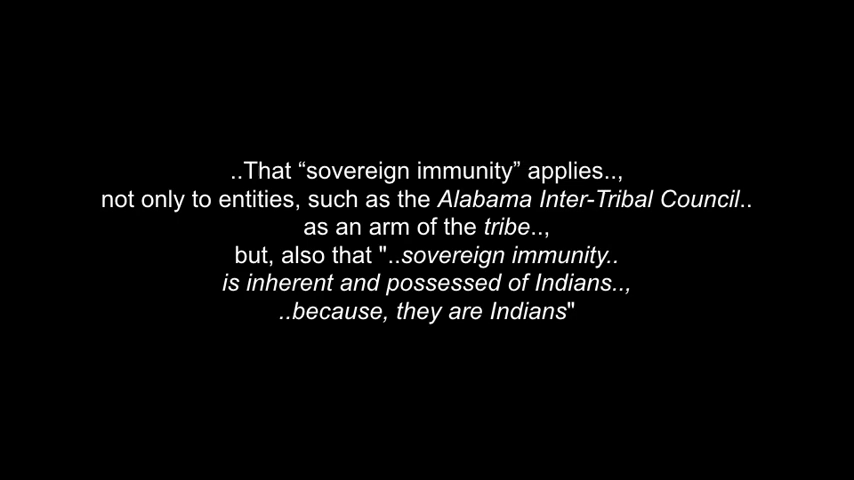 ..That “sovereign immunity” applies..,
not only to entities, such as the Alabama Inter-Tribal Council..
as an arm of the tribe..,
but, also that "..sovereign immunity..
is inherent and possessed of Indians..,
..because, they are Indians"